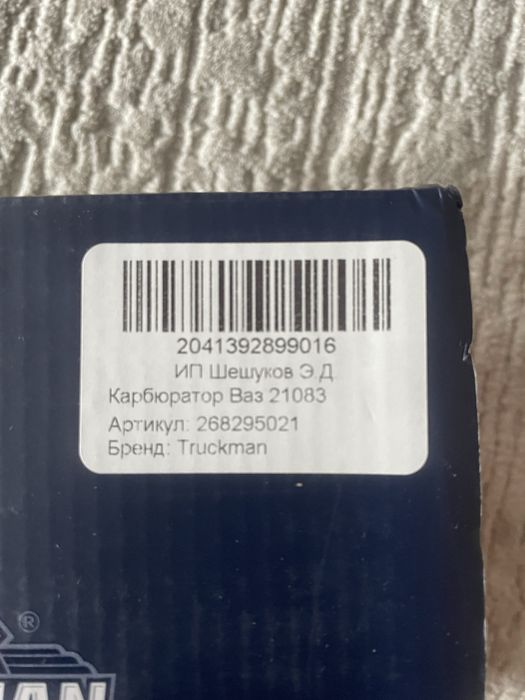 2041392899016
ИП Шешуков Э.Д
Карбюратор Ваз 21083
Артикул: 268295021
Бренд: Truckman
®